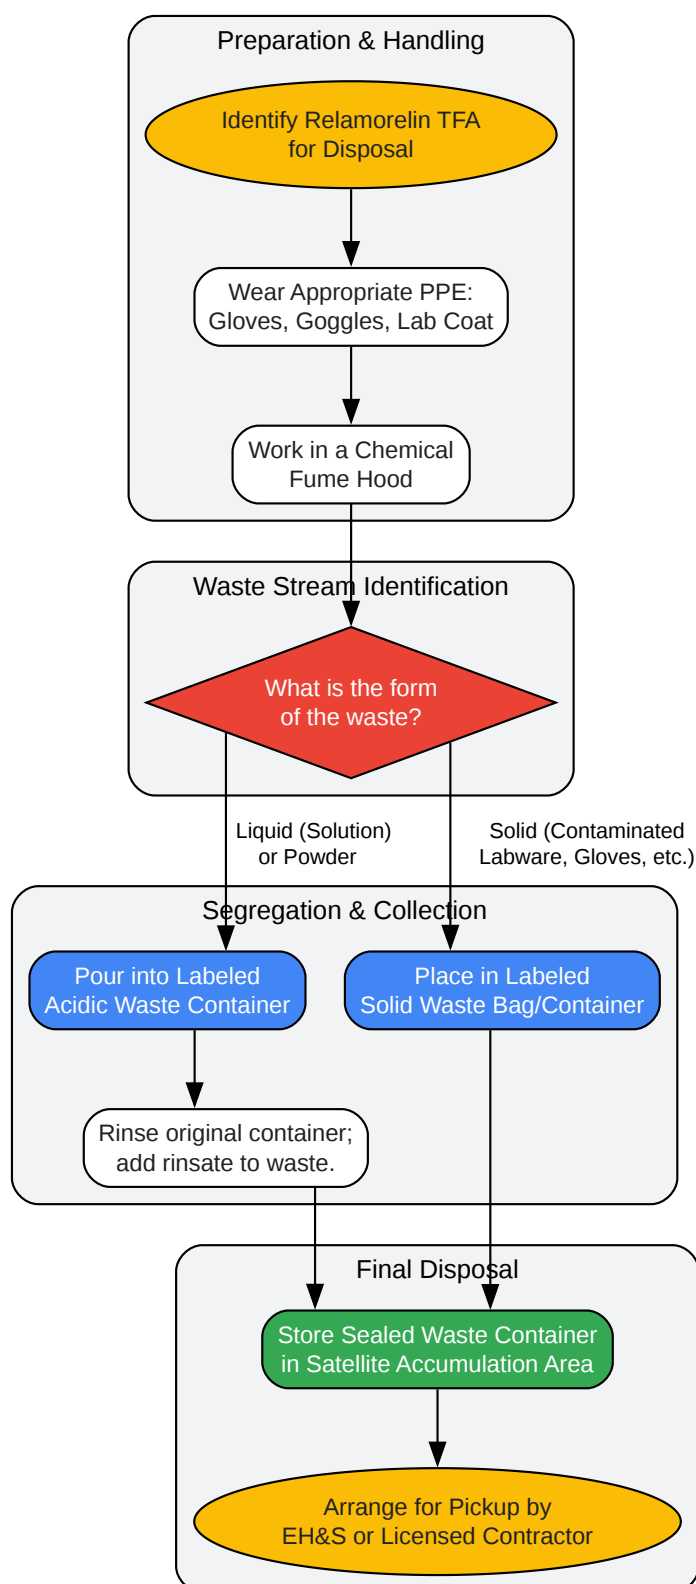 Preparation & Handling
Identify Relamorelin TFA
for Disposal
Wear Appropriate PPE:
Gloves, Goggles, Lab Coat
Work in a Chemical
Fume Hood
Waste Stream Identification
What is the form
of the waste?
Liquid (Solution)
or Powder
Solid (Contaminated
Labware, Gloves, etc.)
Segregation & Collection
Pour into Labeled
Acidic Waste Container
Place in Labeled
Solid Waste Bag/Container
Rinse original container;
add rinsate to waste.
Final Disposal
Store Sealed Waste Container
in Satellite Accumulation Area
Arrange for Pickup by
EH&S or Licensed Contractor